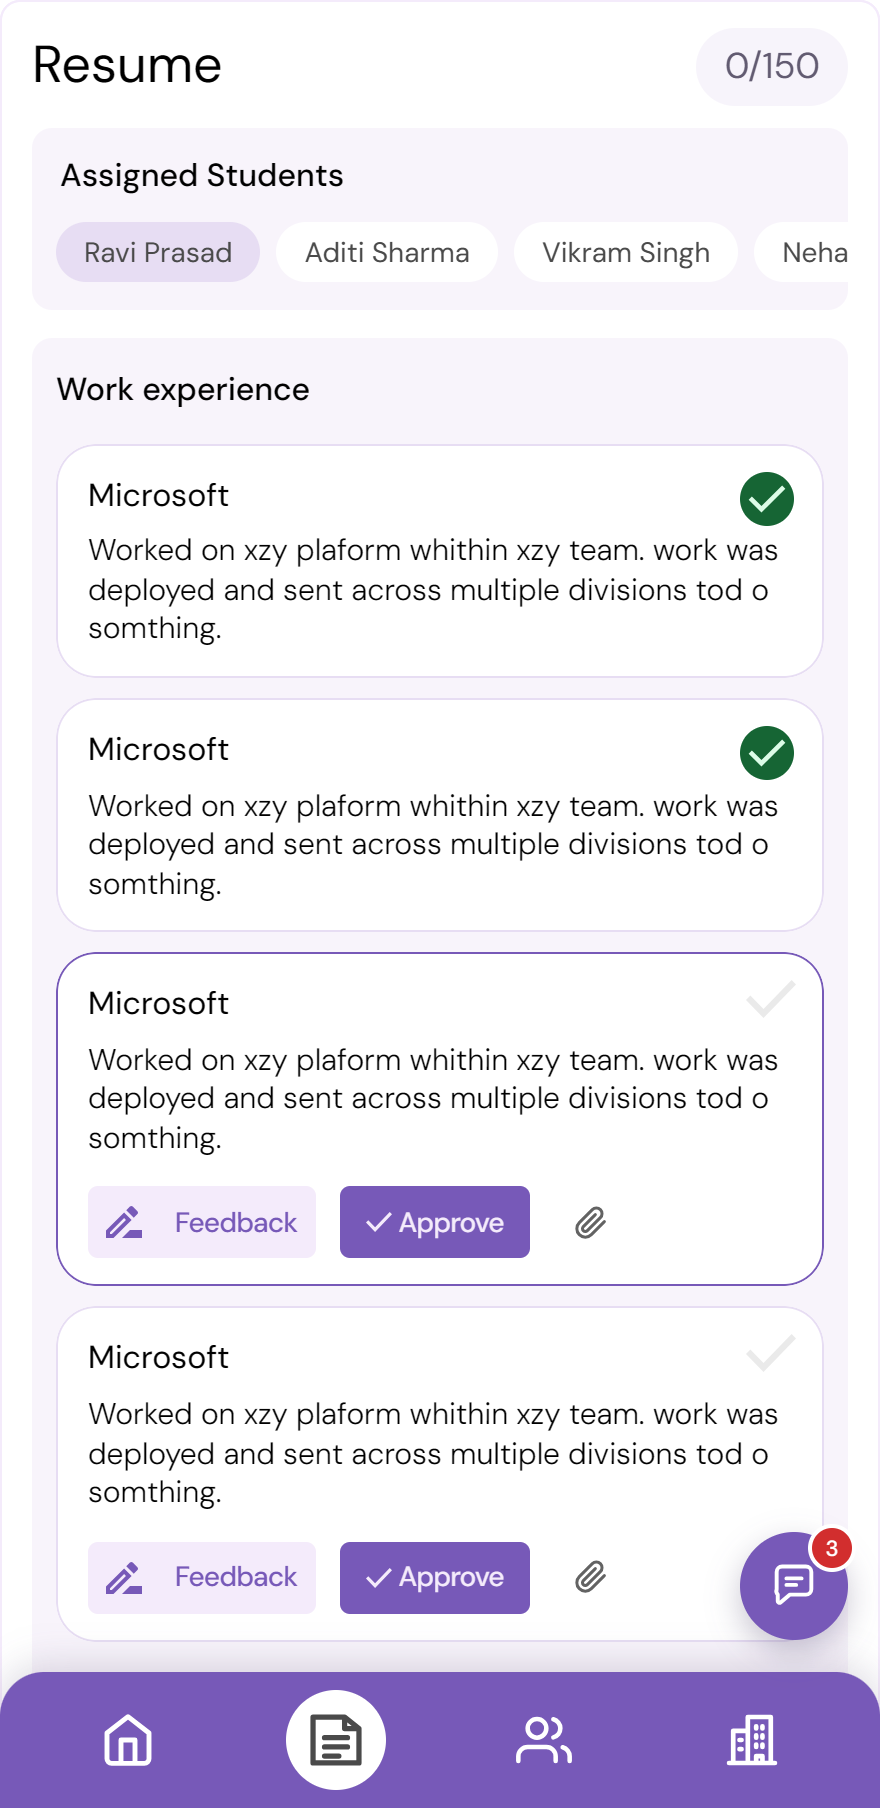 Resume
0/150
Assigned Students
Ravi Prasad
Aditi Sharma
Vikram Singh
Neha
Work experience
Microsoft
Worked on xzy plaform whithin xzy team. work was
deployed and sent across multiple divisions tod o
somthing.
Microsoft
Worked on xzy plaform whithin xzy team. work was
deployed and sent across multiple divisions tod o
somthing.
Microsoft
Worked on xzy plaform whithin xzy team. work was
deployed and sent across multiple divisions tod o
somthing.
Feedback
Approve
Microsoft
Worked on xzy plaform whithin xzy team. work was
deployed and sent across multiple divisions tod o
somthing.
Feedback
Approve
3